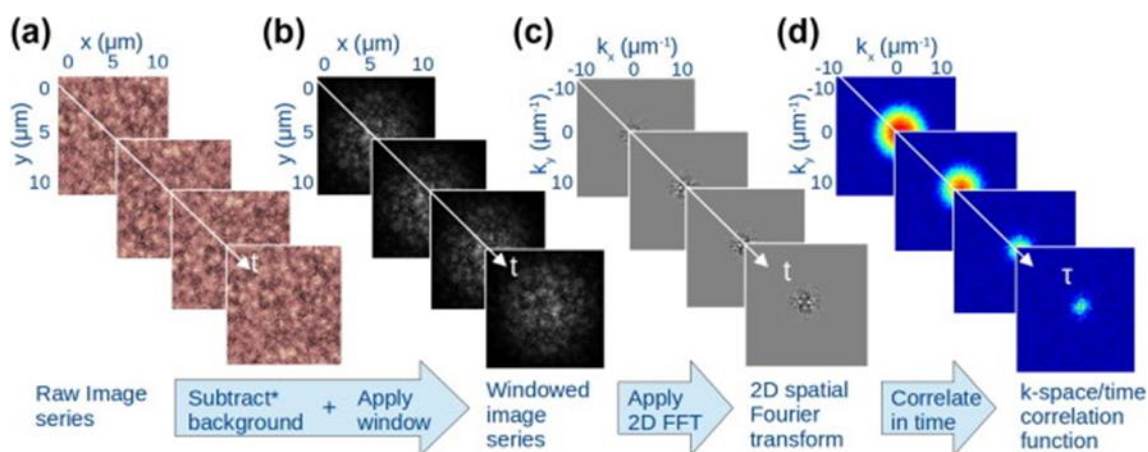 (a)
x (μm)
0 5 10
y (μm)
0
5
10
t
(b)
x (μm)
0 5 10
y (μm)
0
5
10
t
(c)
kx (μm-1)
-10 0 10
ky (μm-1)
-10
0
10
t
(d)
kx (μm-1)
-10 0 10
ky (μm-1)
-10
0
10
τ
Raw Image
series
Subtract*
background
+
Apply
window
Windowed
image
series
Apply
2D FFT
2D spatial
Fourier
transform
Correlate
in time
k-space/time
correlation
function